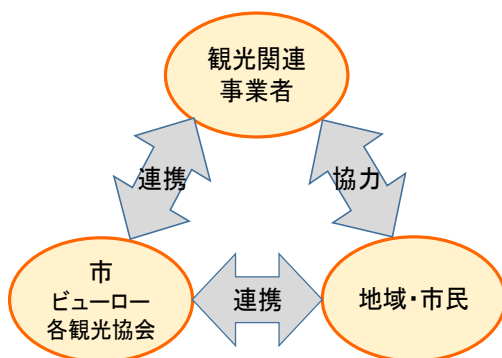 観光関連
事業者
連携
協力
市
ビューロー
各観光協会
連携
地域・市民